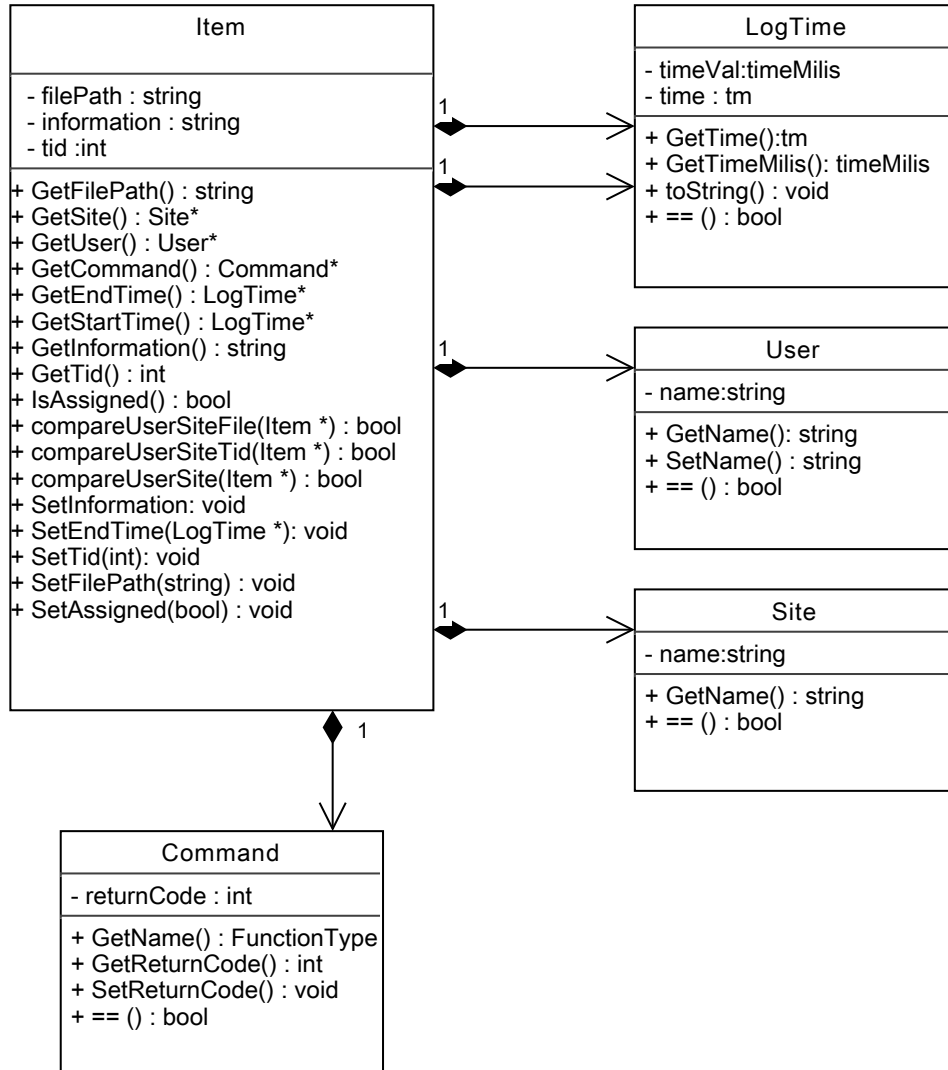 Item
- filePath : string
- information : string
- tid :int
+ GetFilePath() : string
+ GetSite() : Site*
+ GetUser() : User*
+ GetCommand() : Command*
+ GetEndTime() : LogTime*
+ GetStartTime() : LogTime*
+ GetInformation() : string
+ GetTid() : int
+ IsAssigned() : bool
+ compareUserSiteFile(Item *) : bool
+ compareUserSiteTid(Item *) : bool
+ compareUserSite(Item *) : bool
+ SetInformation: void
+ SetEndTime(LogTime *): void
+ SetTid(int): void
+ SetFilePath(string) : void
+ SetAssigned(bool) : void
1
1
1
1
1
LogTime
- timeVal:timeMilis
- time : tm
+ GetTime():tm
+ GetTimeMilis(): timeMilis
+ toString() : void
+ == () : bool
User
- name:string
+ GetName(): string
+ SetName() : string
+ == () : bool
Site
- name:string
+ GetName() : string
+ == () : bool
Command
- returnCode : int
+ GetName() : FunctionType
+ GetReturnCode() : int
+ SetReturnCode() : void
+ == () : bool